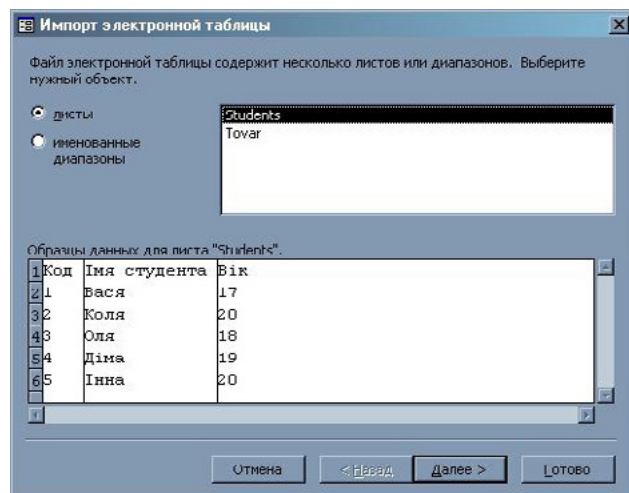 Импорт электронной таблицы
Файл электронной таблицы содержит несколько листов или диапазонов. Выберите
нужный объект.
листы
именованные
диапазоны
Students
Tovar
Образцы данных для листа "Students".
1 Код Імя студента Вік
2 1 Вася 17
3 2 Коля 20
4 3 Оля 18
5 4 Діма 19
6 5 Інна 20
Отмена < Назад Далее > Готово